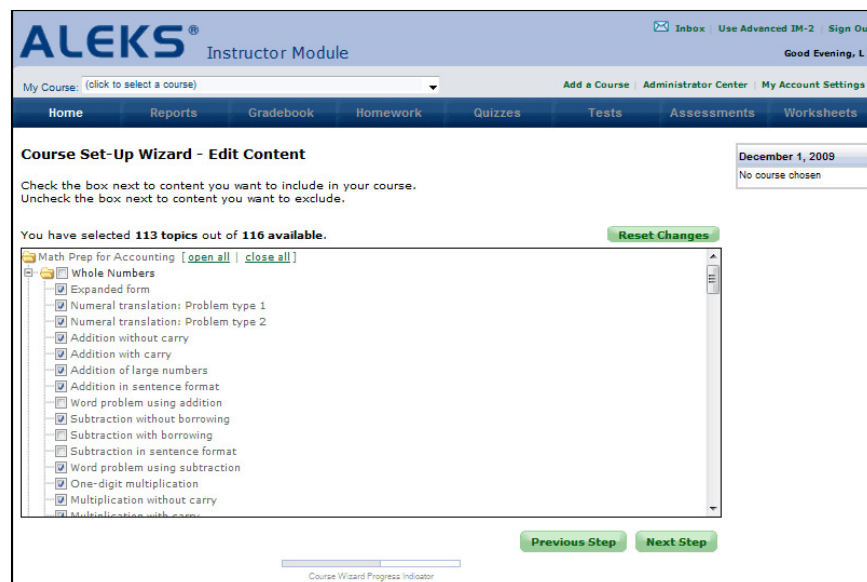 ALEKS® Instructor Module
Inbox | Use Advanced IM-2 | Sign Ou
Good Evening, L
My Course: (click to select a course)
Add a Course | Administrator Center | My Account Settings
Home Reports Gradebook Homework Quizzes Tests Assessments Worksheets
Course Set-Up Wizard - Edit Content
December 1, 2009
No course chosen
Check the box next to content you want to include in your course.
Uncheck the box next to content you want to exclude.
You have selected 113 topics out of 116 available.
Reset Changes
Math Prep for Accounting [ open all | close all ]
Whole Numbers
Expanded form
Numeral translation: Problem type 1
Numeral translation: Problem type 2
Addition without carry
Addition with carry
Addition of large numbers
Addition in sentence format
Word problem using addition
Subtraction without borrowing
Subtraction with borrowing
Subtraction in sentence format
Word problem using subtraction
One-digit multiplication
Multiplication without carry
Multiplication with carry
Previous Step Next Step
Course Wizard Progress Indicator